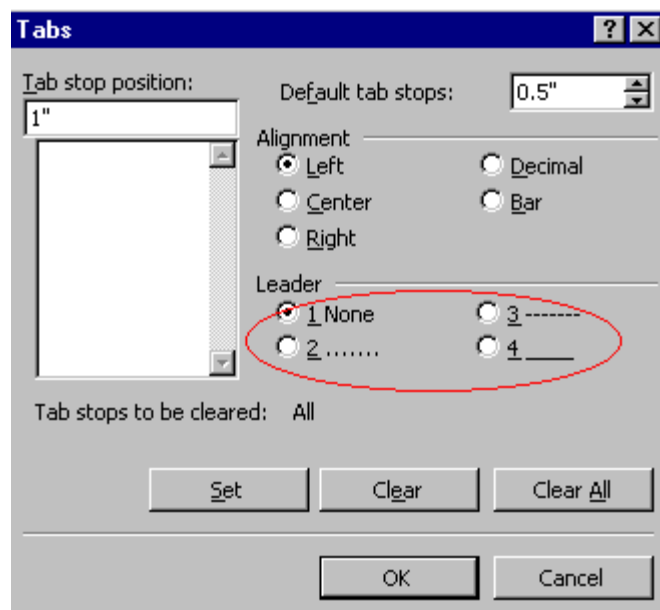 Tabs
Tab stop position:
1"
Default tab stops:
0.5"
Alignment
Left
Decimal
Center
Bar
Right
Leader
1 None
3 -------
2 .......
4 ____
Tab stops to be cleared: All
Set
Clear
Clear All
OK
Cancel